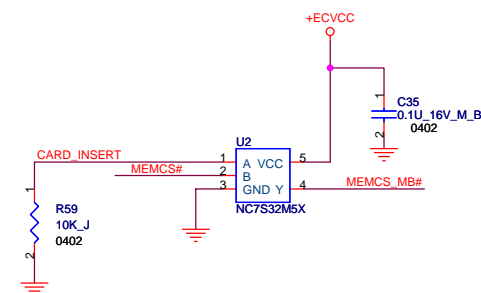 +ECVCC
1
C35
0.1U_16V_M_B
2
0402
U2
CARD_INSERT
1
A VCC
5
MEMCS#
2
B
3
GND Y
4
MEMCS_MB#
NC7S32M5X
1
R59
10K_J
0402
2